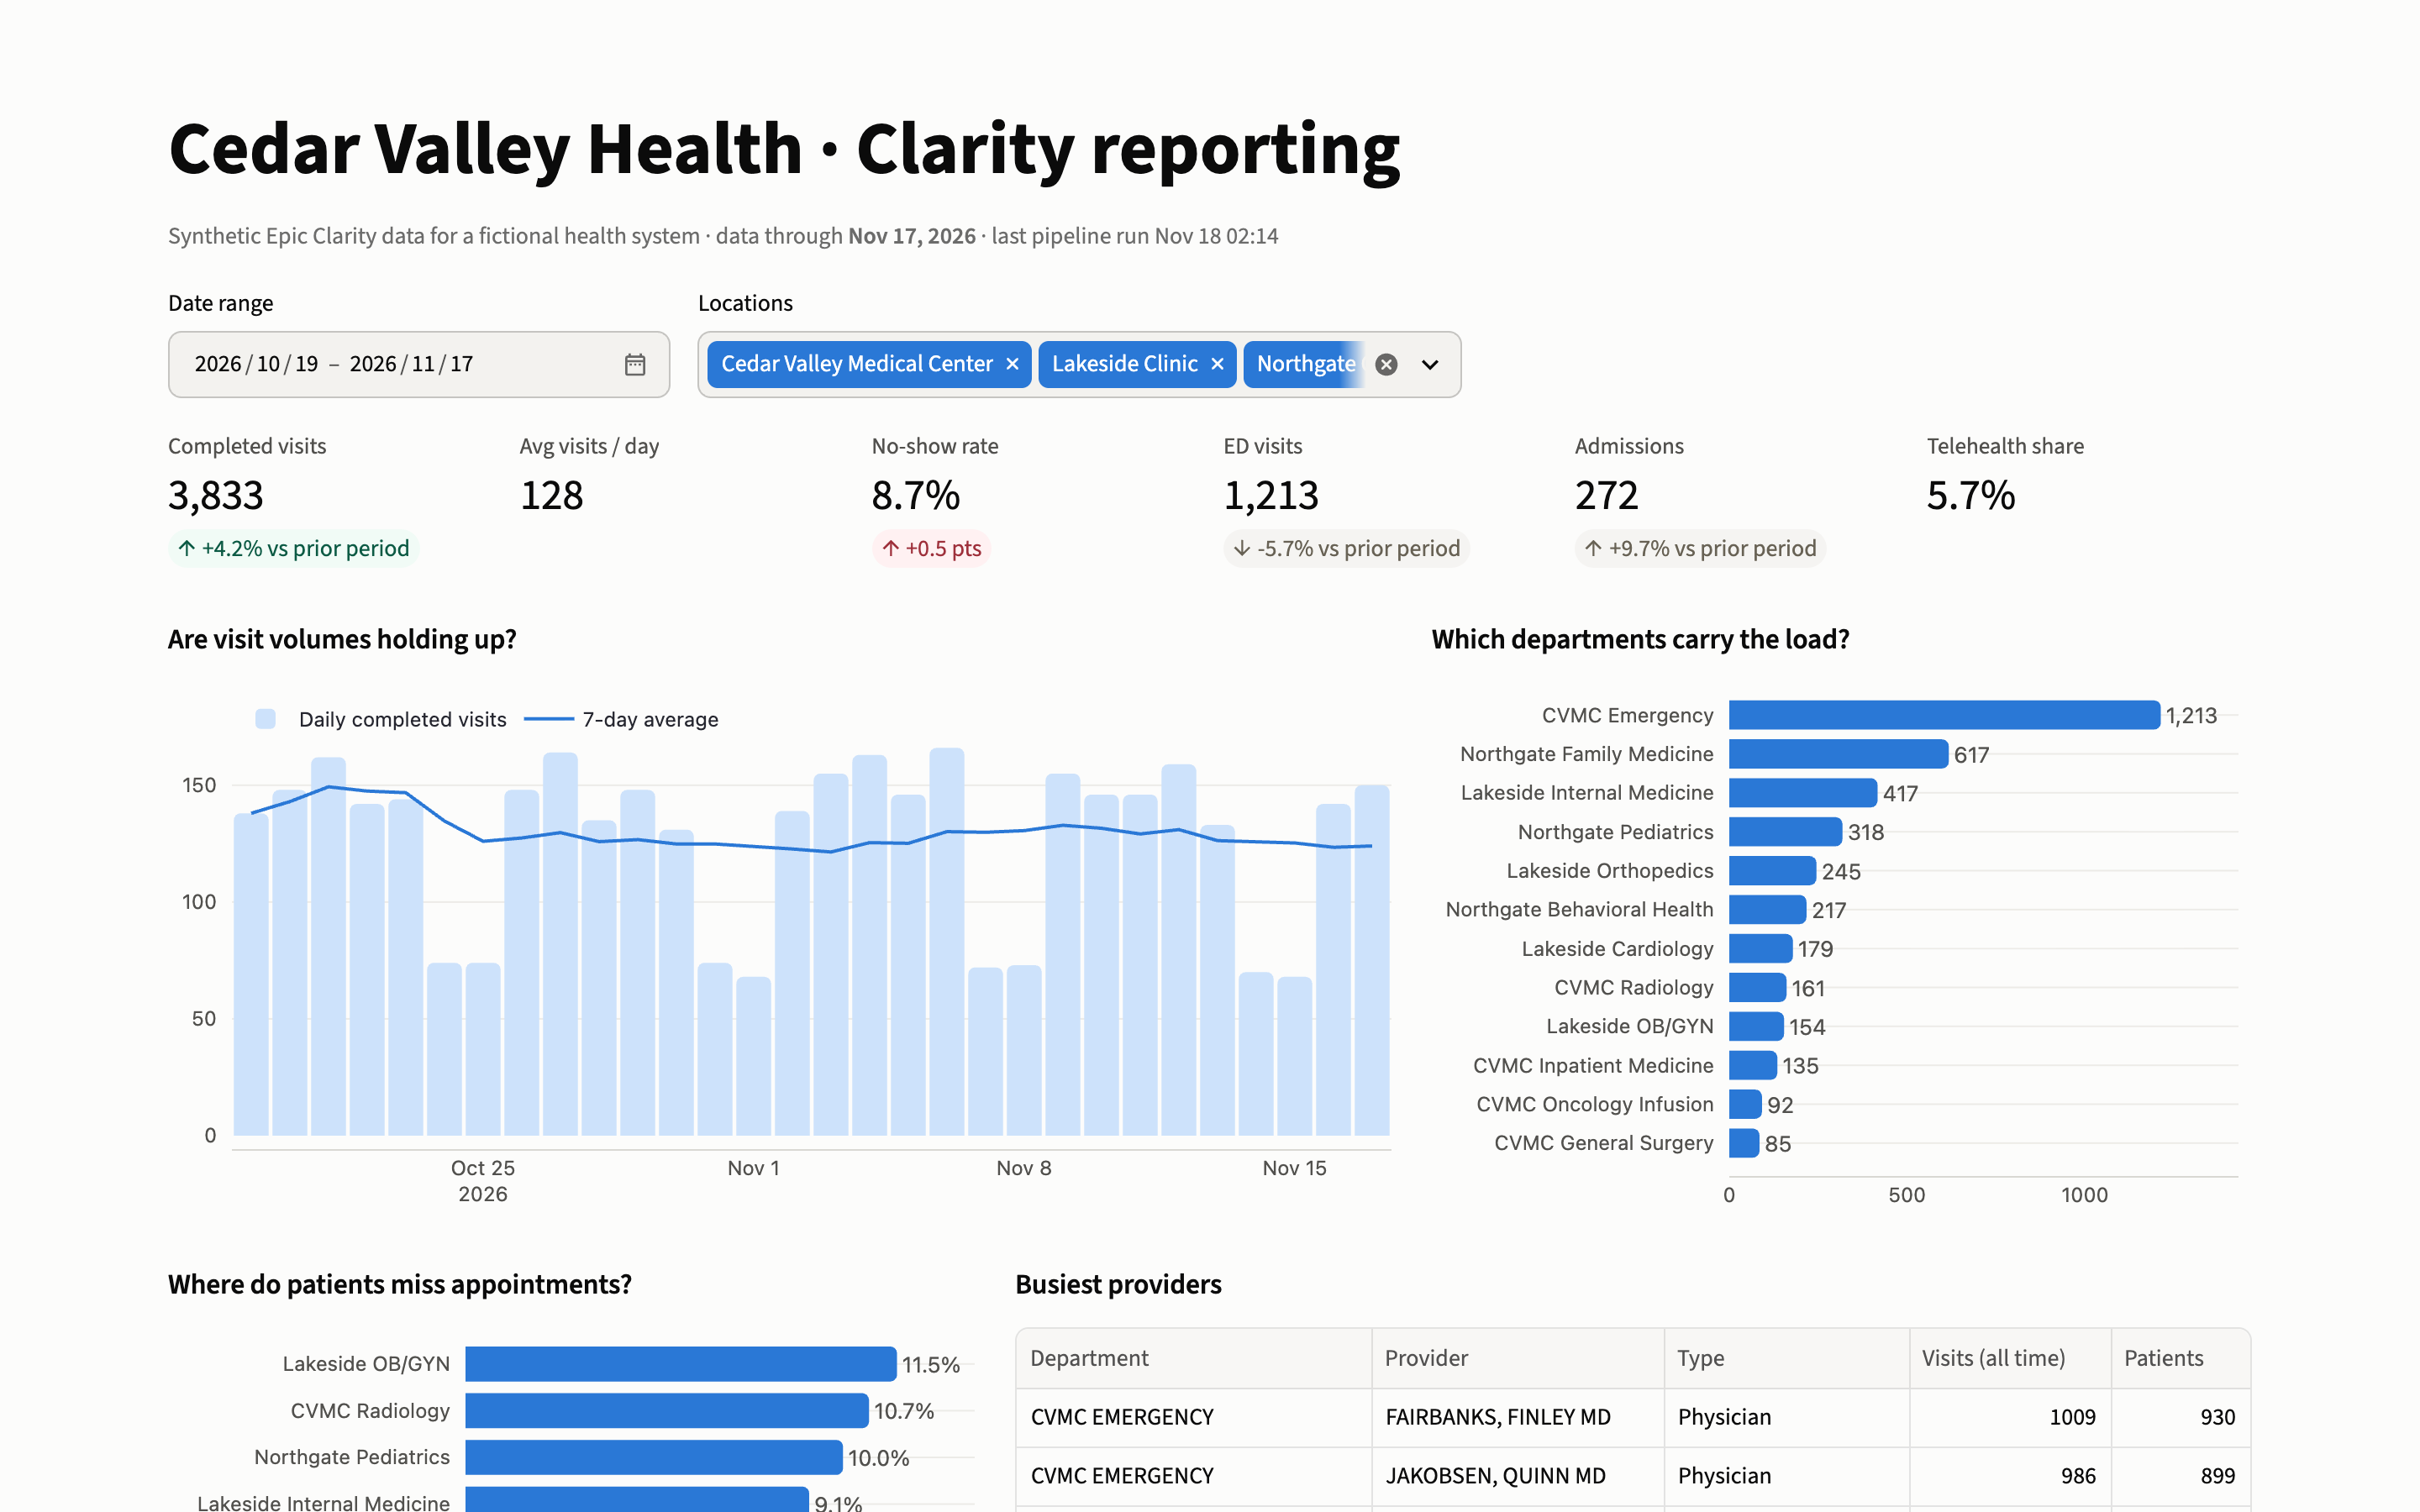 Cedar Valley Health · Clarity reporting
Synthetic Epic Clarity data for a fictional health system · data through Nov 17, 2026 · last pipeline run Nov 18 02:14
Date range
2026/10/19 – 2026/11/17
Locations
Cedar Valley Medical Center × Lakeside Clinic × Northgate
Completed visits
3,833
↑ +4.2% vs prior period
Avg visits / day
128
No-show rate
8.7%
↑ +0.5 pts
ED visits
1,213
↓ -5.7% vs prior period
Admissions
272
↑ +9.7% vs prior period
Telehealth share
5.7%
Are visit volumes holding up?
Daily completed visits
7-day average
150
100
50
0
Oct 25
2026
Nov 1
Nov 8
Nov 15
Which departments carry the load?
CVMC Emergency 1,213
Northgate Family Medicine 617
Lakeside Internal Medicine 417
Northgate Pediatrics 318
Lakeside Orthopedics 245
Northgate Behavioral Health 217
Lakeside Cardiology 179
CVMC Radiology 161
Lakeside OB/GYN 154
CVMC Inpatient Medicine 135
CVMC Oncology Infusion 92
CVMC General Surgery 85
0 500 1000
Where do patients miss appointments?
Lakeside OB/GYN 11.5%
CVMC Radiology 10.7%
Northgate Pediatrics 10.0%
Lakeside Internal Medicine 9.1%
Busiest providers
Department Provider Type Visits (all time) Patients
CVMC EMERGENCY FAIRBANKS, FINLEY MD Physician 1009 930
CVMC EMERGENCY JAKOBSEN, QUINN MD Physician 986 899